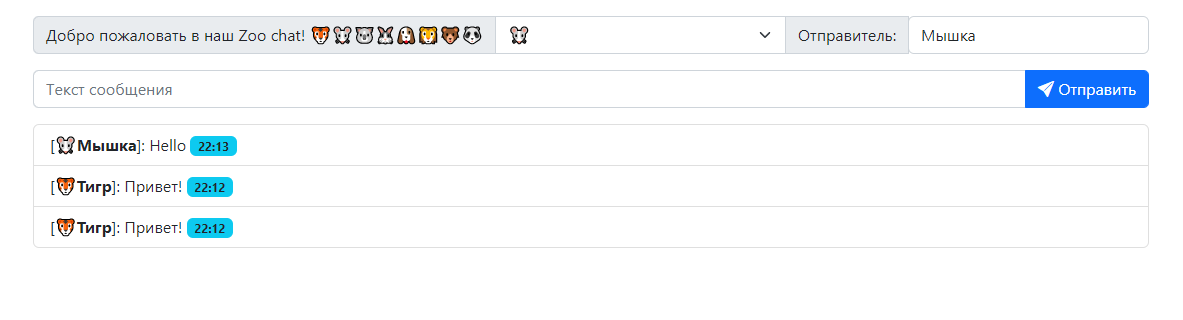 Добро пожаловать в наш Zoo chat! 🐯🐭🐨🐰🐶🦁🐻🐼 🐭 Отправитель: Мышка
Текст сообщения Отправить
[🐭Мышка]: Hello 22:13
[🐯Тигр]: Привет! 22:12
[🐯Тигр]: Привет! 22:12